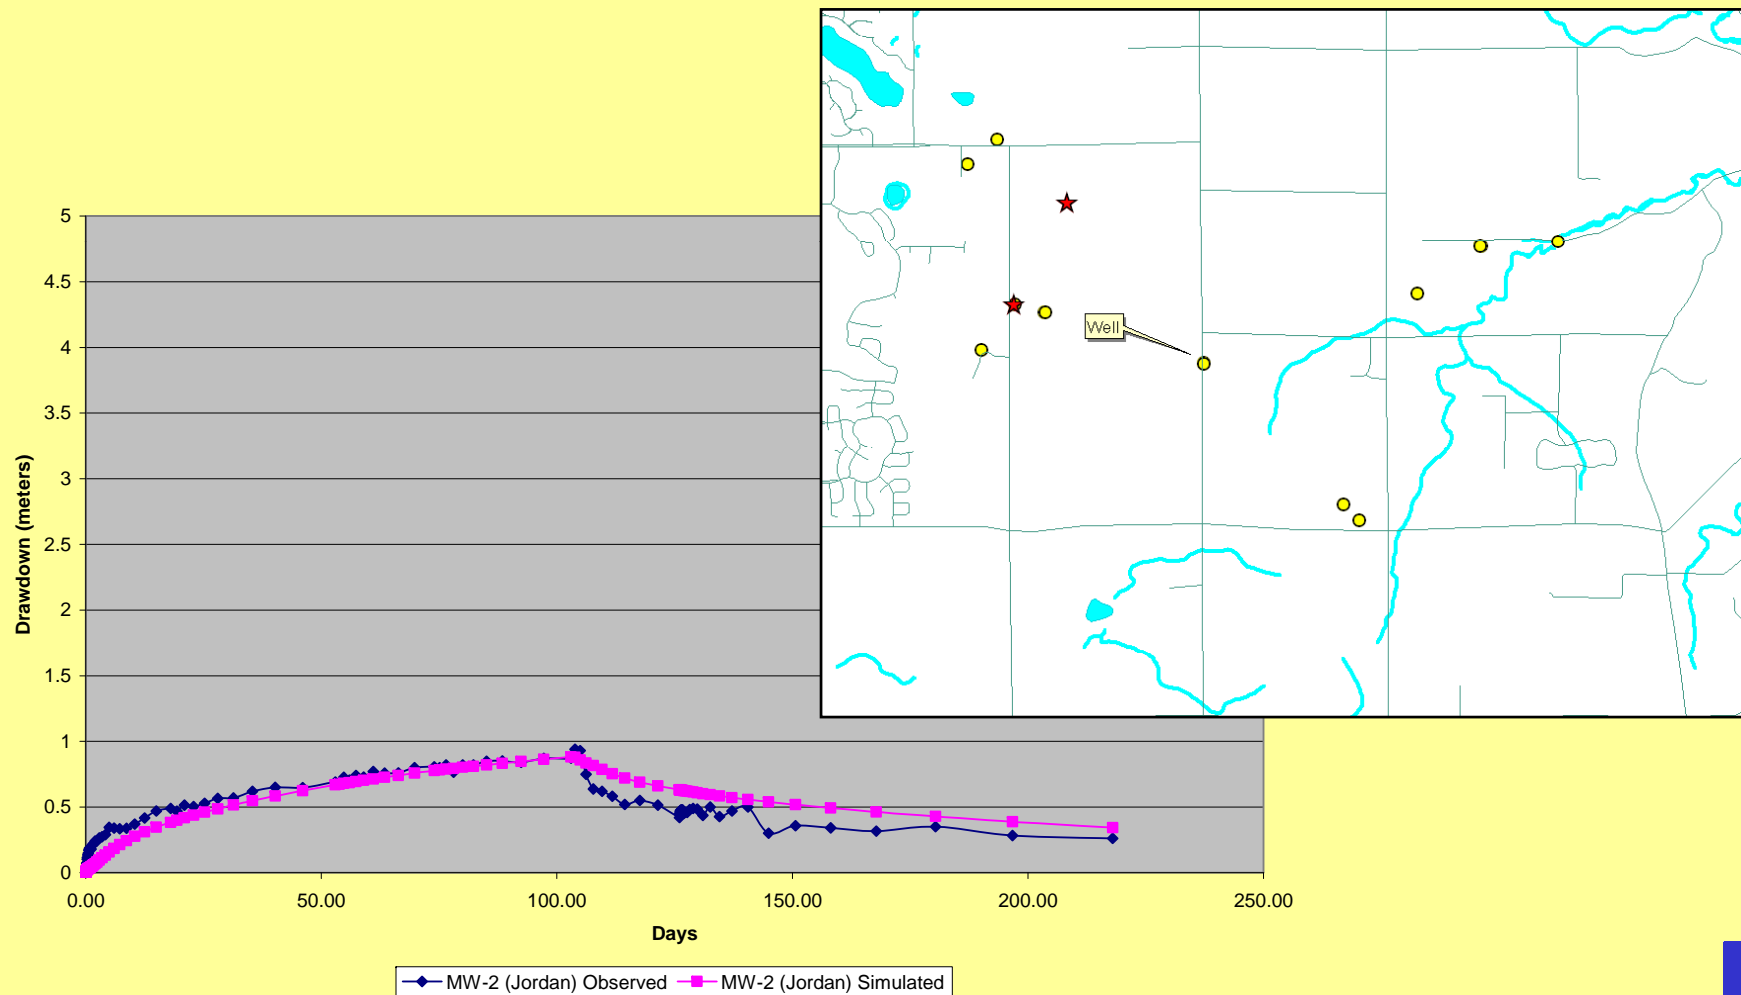 Well
5
4.5
4
3.5
3
2.5
2
1.5
1
0.5
0
Drawdown (meters)
0.00 50.00 100.00 150.00 200.00 250.00
Days
MW-2 (Jordan) Observed MW-2 (Jordan) Simulated